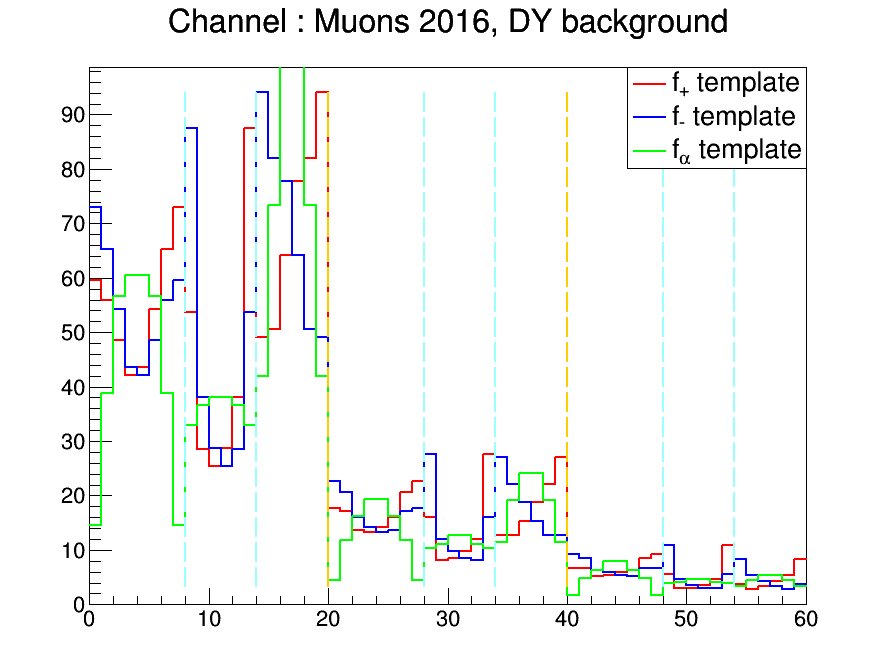 Channel : Muons 2016, DY background
f+ template
f- template
fα template
90
80
70
60
50
40
30
20
10
0
0 10 20 30 40 50 60